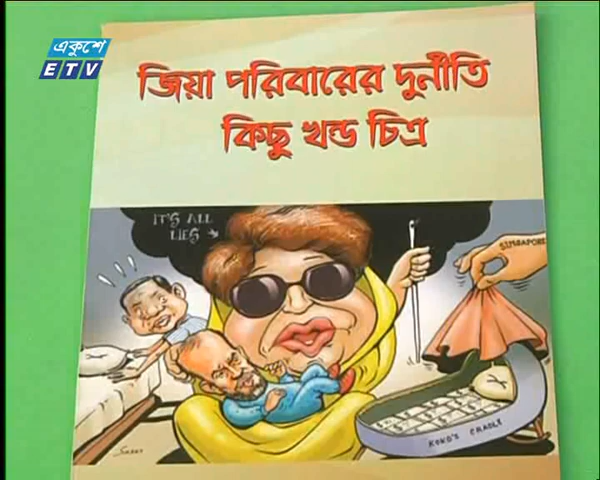 একুশে
ETV
জিয়া পরিবারের দুর্নীতি
কিছু খন্ড চিত্র
IT'S ALL
LIES →
SINGAPORE
KOKO'S CRADLE